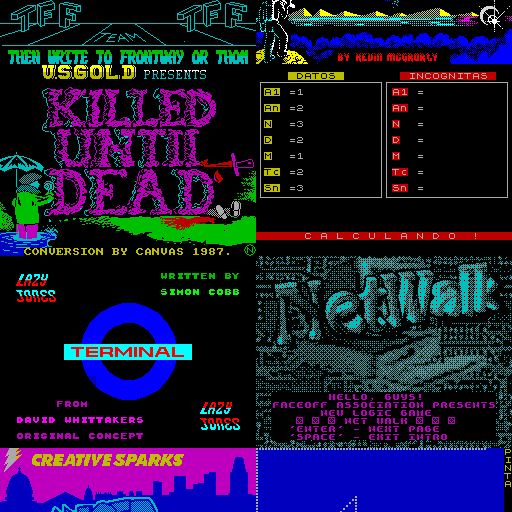 TFF TFF
TEAM
THEN WRITE TO FRONTWAY OR THOM
U.S.GOLD PRESENTS
KILLED
UNTIL
DEAD
CONVERSION BY CANVAS 1987.
BY KEVIN MCGRORTY
DATOS INCOGNITAS
A1 =1 A1 =
An =2 An =
N =3 N =
D =2 D =
M =1 M =
Tc =2 Tc =
Sn =3 Sn =
CALCULANDO !
LAZY
JONES
WRITTEN BY
SIMON COBB
TERMINAL
FROM
DAVID WHITTAKERS
ORIGINAL CONCEPT
LAZY
JONES
NetWalk
HELLO, GUYS!
FACEOFF ASSOCIATION PRESENTS
NEW LOGIC GAME
NET WALK
'ENTER' - NEXT PAGE
'SPACE' - EXIT INTRO
CREATIVE SPARKS
PINTA